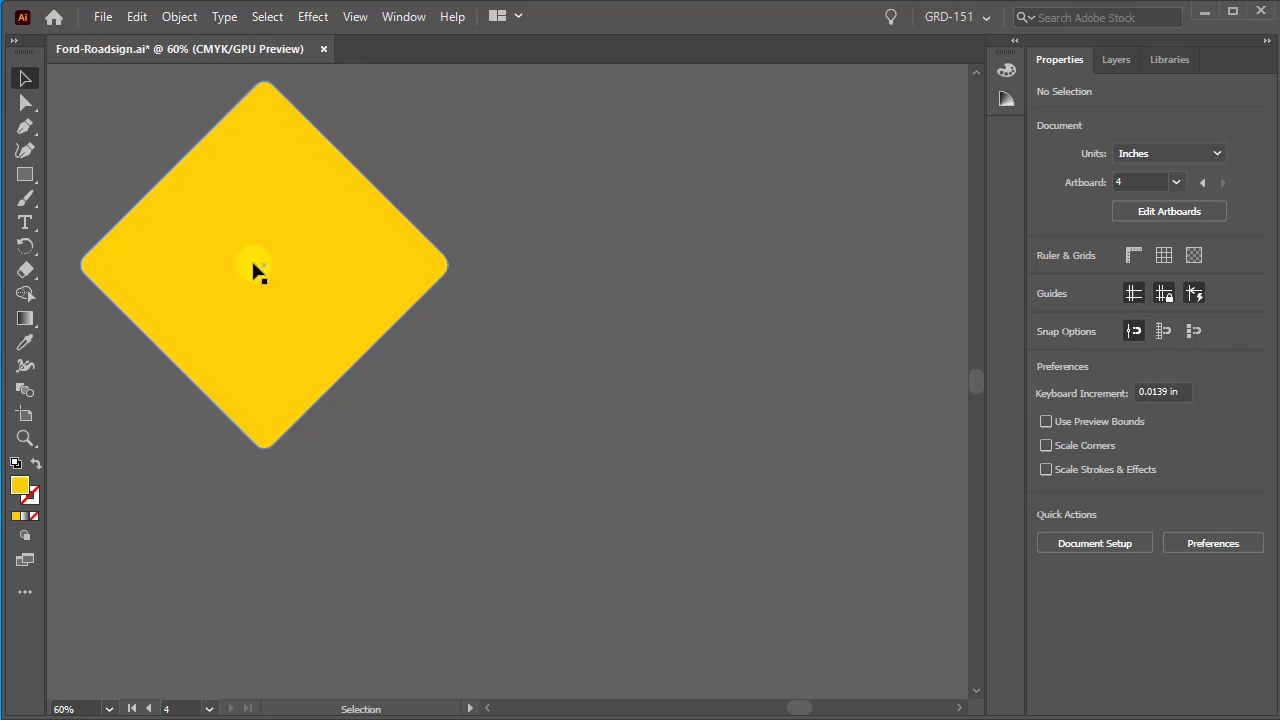 Ai File Edit Object Type Select Effect View Window Help GRD-151 Search Adobe Stock
Ford-Roadsign.ai* @ 60% (CMYK/GPU Preview) ×
Properties Layers Libraries
No Selection
Document
Units: Inches
Artboard: 4
Edit Artboards
Ruler & Grids
Guides
Snap Options
Preferences
Keyboard Increment: 0.0139 in
Use Preview Bounds
Scale Corners
Scale Strokes & Effects
Quick Actions
Document Setup Preferences
60% 4 Selection